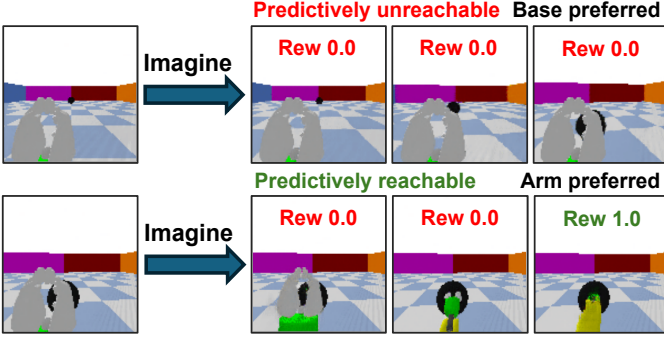 Predictively unreachable Base preferred
Imagine
Rew 0.0 Rew 0.0 Rew 0.0
Predictively reachable Arm preferred
Imagine
Rew 0.0 Rew 0.0 Rew 1.0